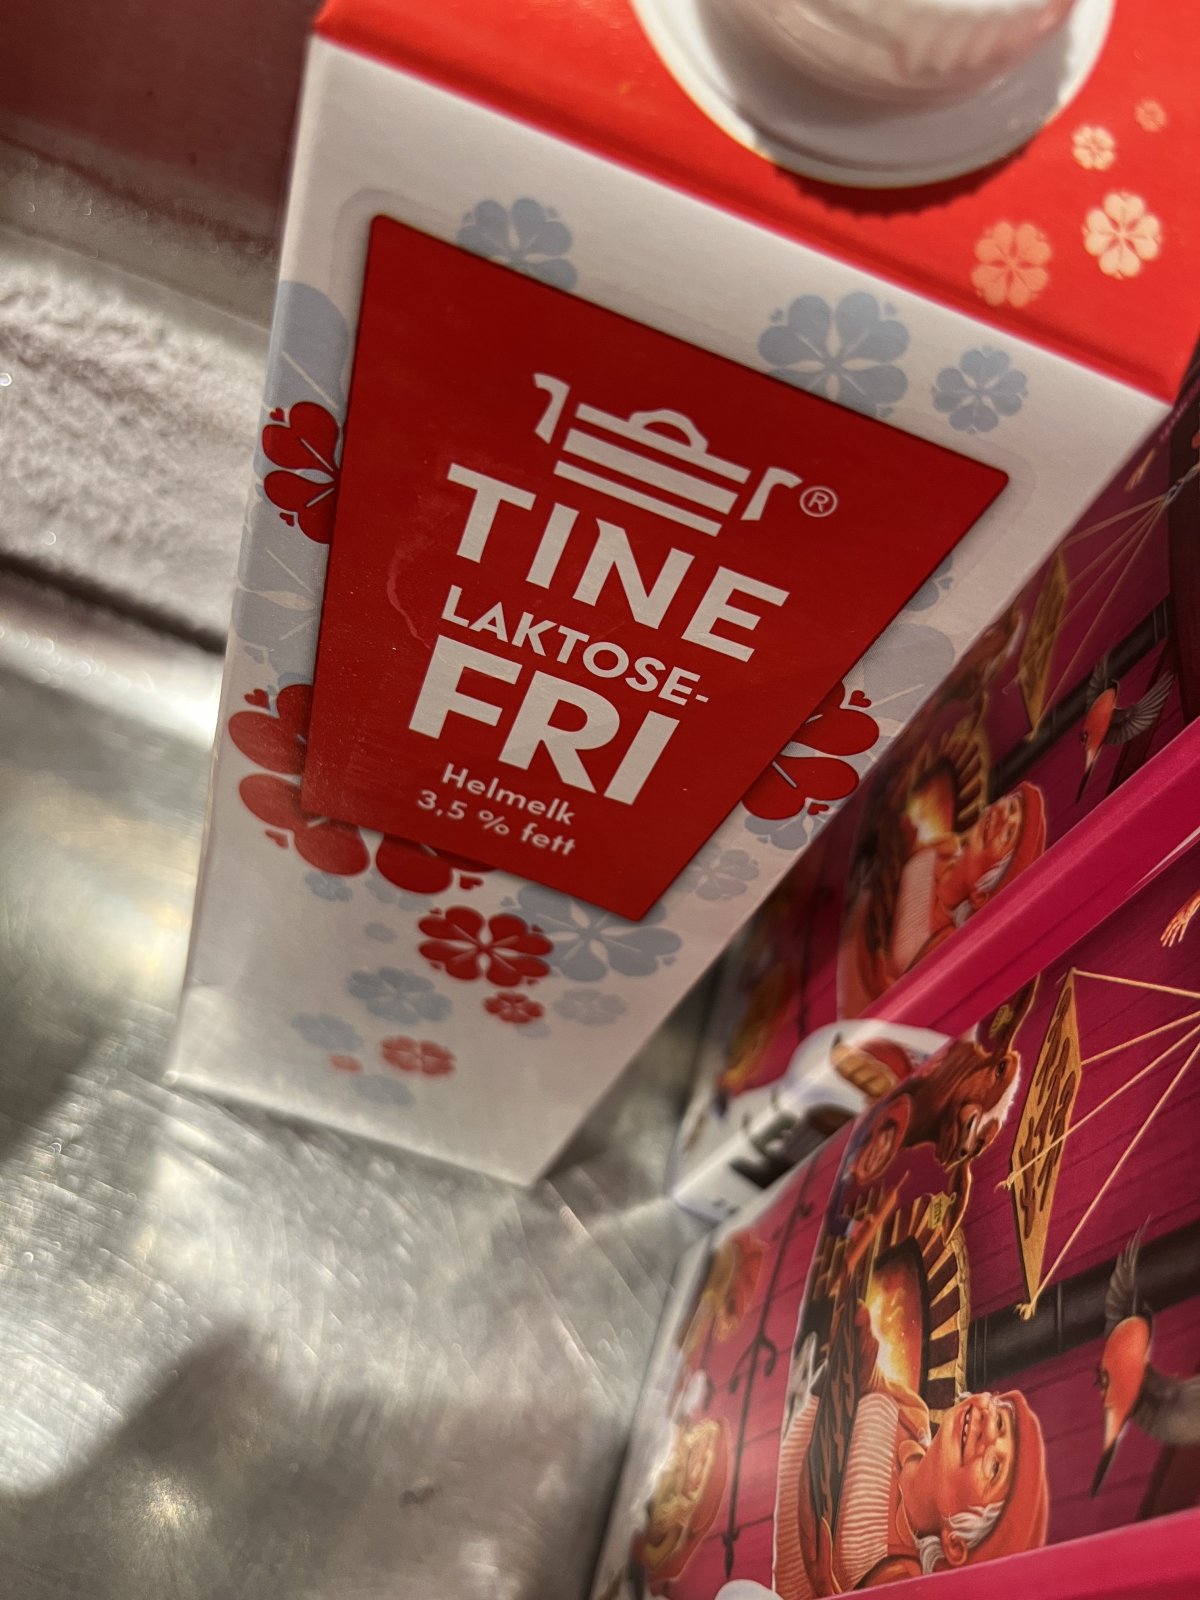 ®
TINE
LAKTOSE-
FRI
Helmelk
3,5 % fett